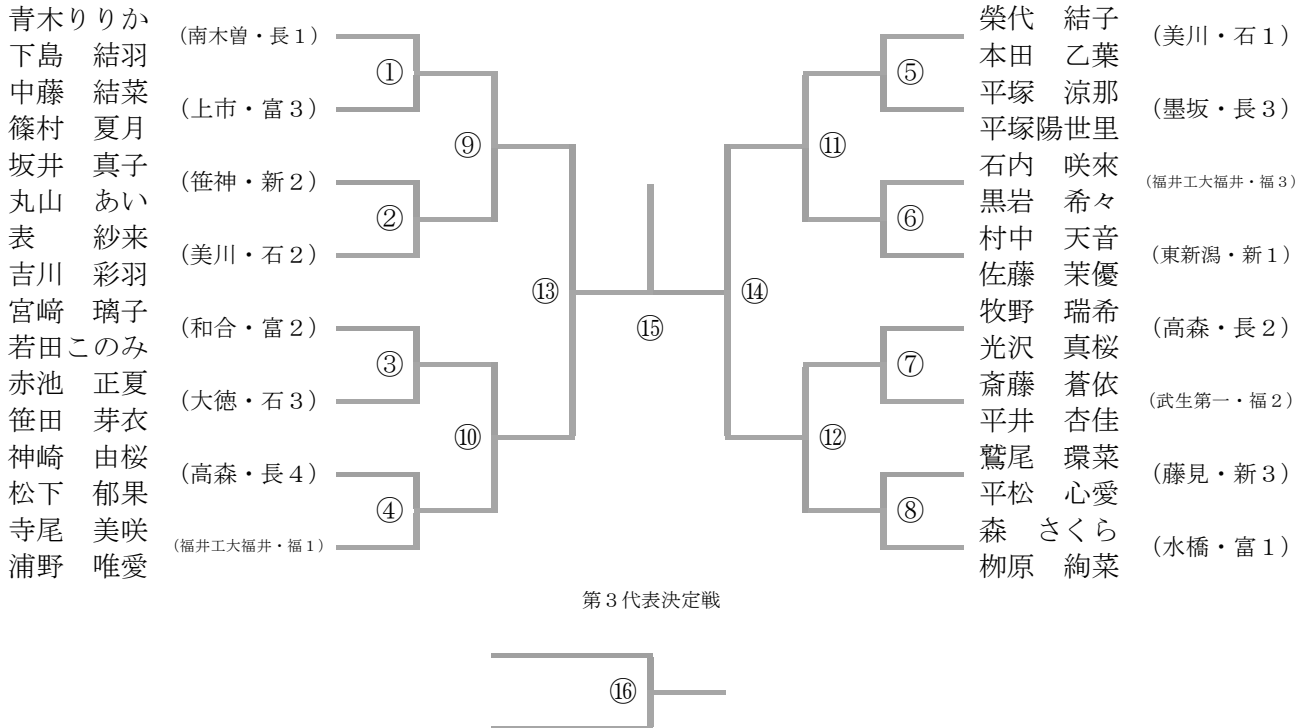 青木りりか
下島　結羽
(南木曽・長1)
中藤　結菜
篠村　夏月
(上市・富3)
坂井　真子
丸山　あい
(笹神・新2)
表　　紗来
吉川　彩羽
(美川・石2)
宮﨑　璃子
若田このみ
(和合・富2)
赤池　正夏
笹田　芽衣
(大徳・石3)
神崎　由桜
松下　郁果
(高森・長4)
寺尾　美咲
浦野　唯愛
(福井工大福井・福1)
①
②
③
④
⑨
⑩
⑬
⑮
⑭
⑪
⑫
⑤
⑥
⑦
⑧
榮代　結子
本田　乙葉
(美川・石1)
平塚　涼那
平塚陽世里
(墨坂・長3)
石内　咲來
黒岩　希々
(福井工大福井・福3)
村中　天音
佐藤　茉優
(東新潟・新1)
牧野　瑞希
光沢　真桜
(高森・長2)
斎藤　蒼依
平井　杏佳
(武生第一・福2)
鷲尾　環菜
平松　心愛
(藤見・新3)
森　さくら
栁原　絢菜
(水橋・富1)
第3代表決定戦
⑯